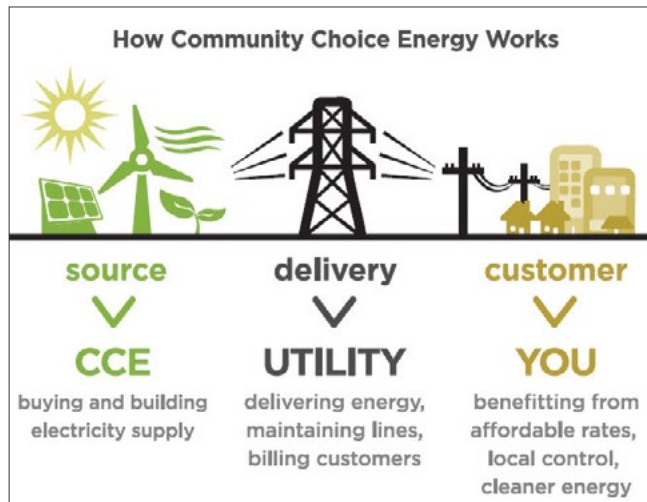 How Community Choice Energy Works
source
delivery
customer
CCE
UTILITY
YOU
buying and building
electricity supply
delivering energy,
maintaining lines,
billing customers
benefitting from
affordable rates,
local control,
cleaner energy